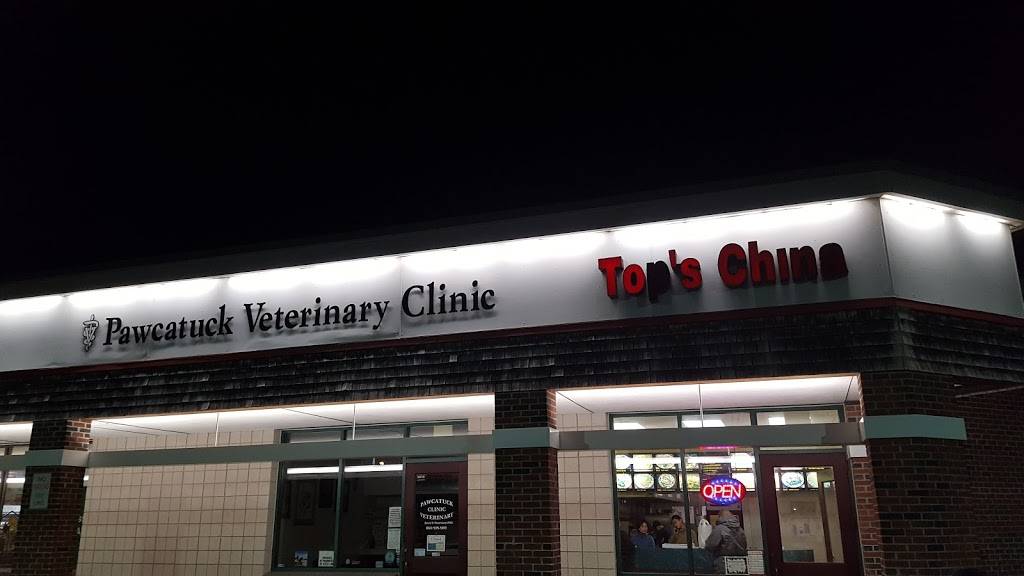 Pawcatuck Veterinary Clinic
Top's China
PAWCATUCK
CLINIC
VETERINARY
OPEN